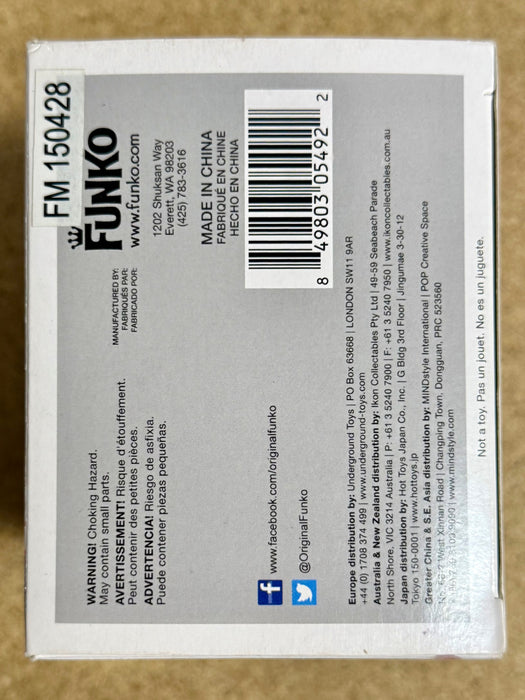 WARNING! Choking Hazard.
May contain small parts.
AVERTISSEMENT! Risque d'étouffement.
Peut contenir des petites pièces.
ADVERTENCIA! Riesgo de asfixia.
Puede contener piezas pequeñas.
MANUFACTURED BY:
FABRIQUÉS PAR:
FABRICADO POR:
FM 150428
FUNKO
www.funko.com
1202 Shuksan Way
Everett, WA 98203
(425) 783-3616
MADE IN CHINA
FABRIQUÉ EN CHINE
HECHO EN CHINA
8 49803 05492 2
www.facebook.com/originalfunko
@OriginalFunko
Europe distribution by: Underground Toys | PO Box 63668 | LONDON SW11 9AR
+44 (0) 1708 374 499 | www.underground-toys.com
Australia & New Zealand distribution by: Ikon Collectables Pty Ltd | 49-59 Seabeach Parade
North Shore, VIC 3214 Australia | P: +61 3 5240 7900 | F: +61 3 5240 7950 | www.ikoncollectables.com.au
Japan distribution by: Hot Toys Japan Co., Inc. | G Bldg 3rd Floor | Jingumae 3-30-12
Tokyo 150-0001 | www.hottoys.jp
Greater China & S.E. Asia distribution by: MINDstyle International | POP Creative Space
West Xinnan Road | Changping Town, Dongguan, PRC 523560
www.mindstyle.com
Not a toy. Pas un jouet. No es un juguete.